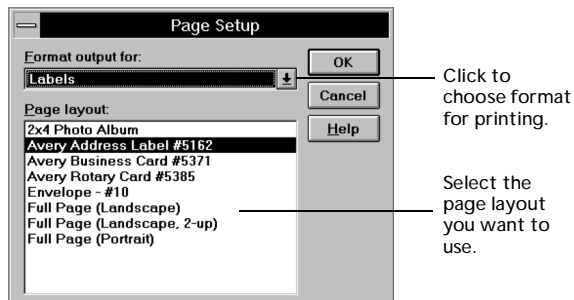 Page Setup
Format output for:
Labels
OK
Cancel
Help
Page layout:
2x4 Photo Album
Avery Address Label #5162
Avery Business Card #5371
Avery Rotary Card #5385
Envelope - #10
Full Page (Landscape)
Full Page (Landscape, 2-up)
Full Page (Portrait)
Click to
choose format
for printing.
Select the
page layout
you want to
use.